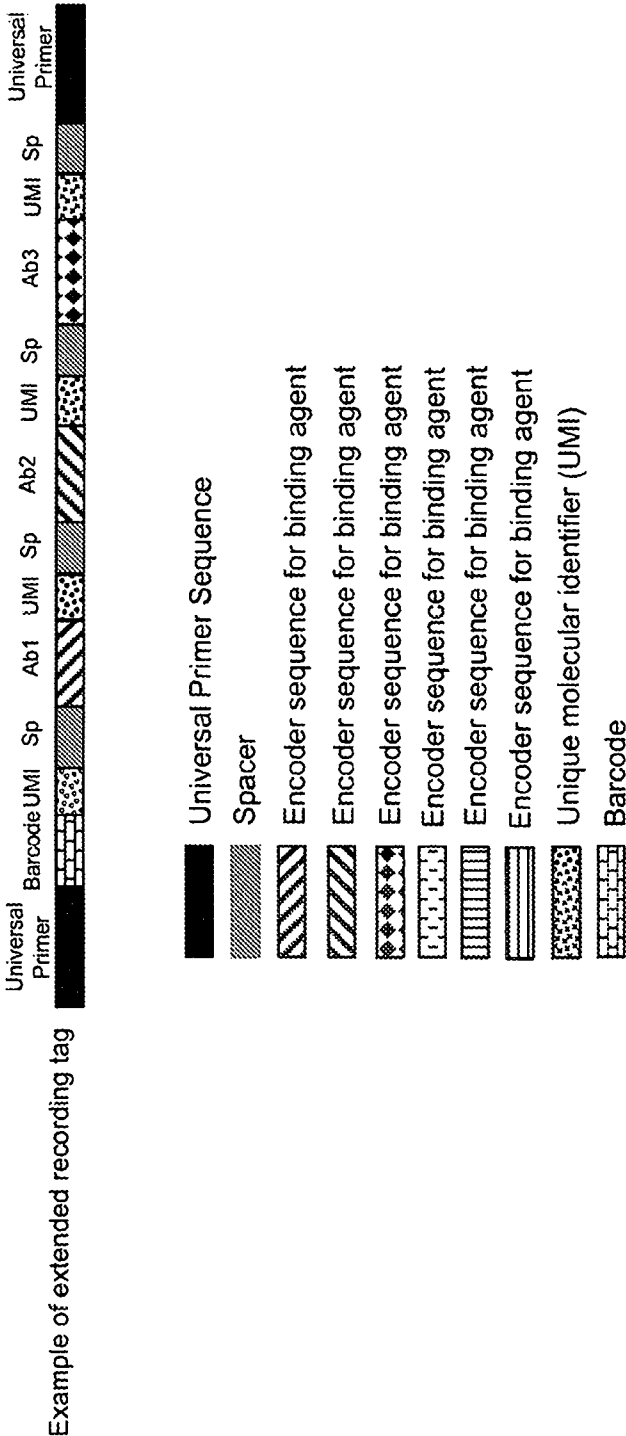 Example of extended recording tag
Universal
Primer
Barcode UMI Sp Ab1 UMI Sp Ab2 UMI Sp Ab3 UMI Sp
Universal
Primer
Universal Primer Sequence
Spacer
Encoder sequence for binding agent
Encoder sequence for binding agent
Encoder sequence for binding agent
Encoder sequence for binding agent
Encoder sequence for binding agent
Encoder sequence for binding agent
Unique molecular identifier (UMI)
Barcode